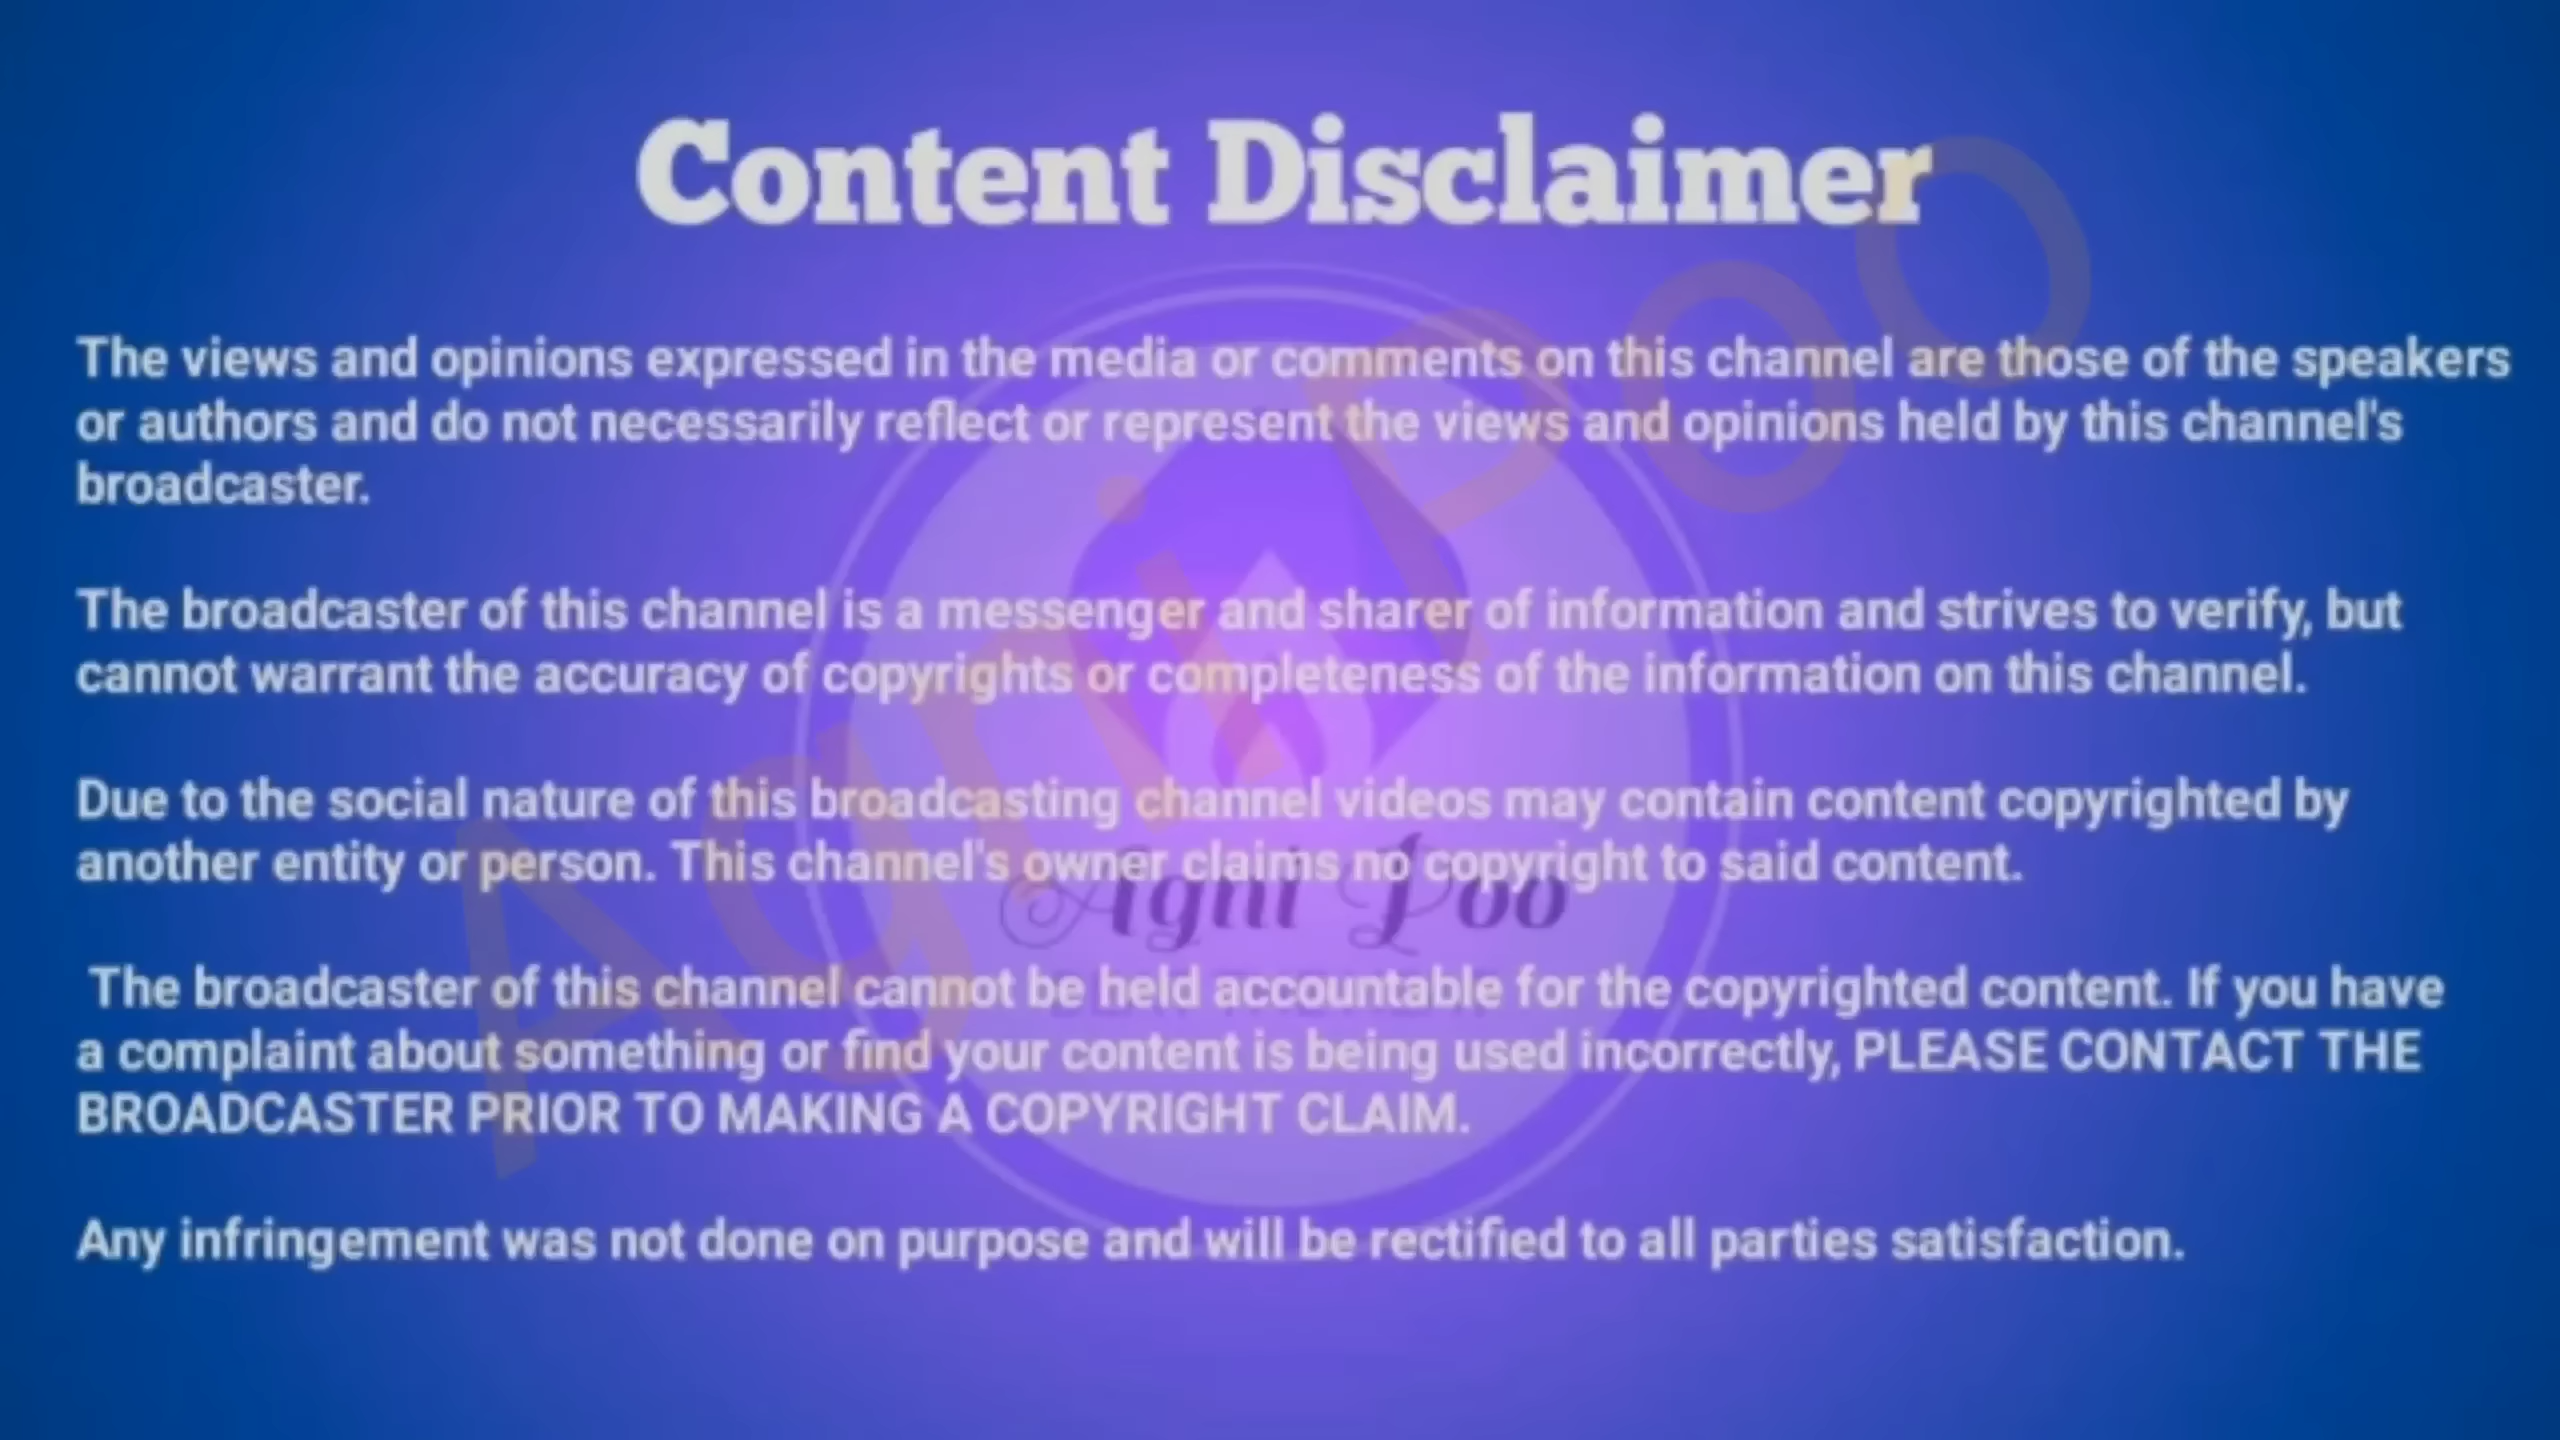 Content Disclaimer
The views and opinions expressed in the media or comments on this channel are those of the speakers
or authors and do not necessarily reflect or represent the views and opinions held by this channel's
broadcaster.
The broadcaster of this channel is a messenger and sharer of information and strives to verify, but
cannot warrant the accuracy of copyrights or completeness of the information on this channel.
Due to the social nature of this broadcasting channel videos may contain content copyrighted by
another entity or person. This channel's owner claims no copyright to said content.
Agni Poo
The broadcaster of this channel cannot be held accountable for the copyrighted content. If you have
a complaint about something or find your content is being used incorrectly, PLEASE CONTACT THE
BROADCASTER PRIOR TO MAKING A COPYRIGHT CLAIM.
Any infringement was not done on purpose and will be rectified to all parties satisfaction.
Agni Poo